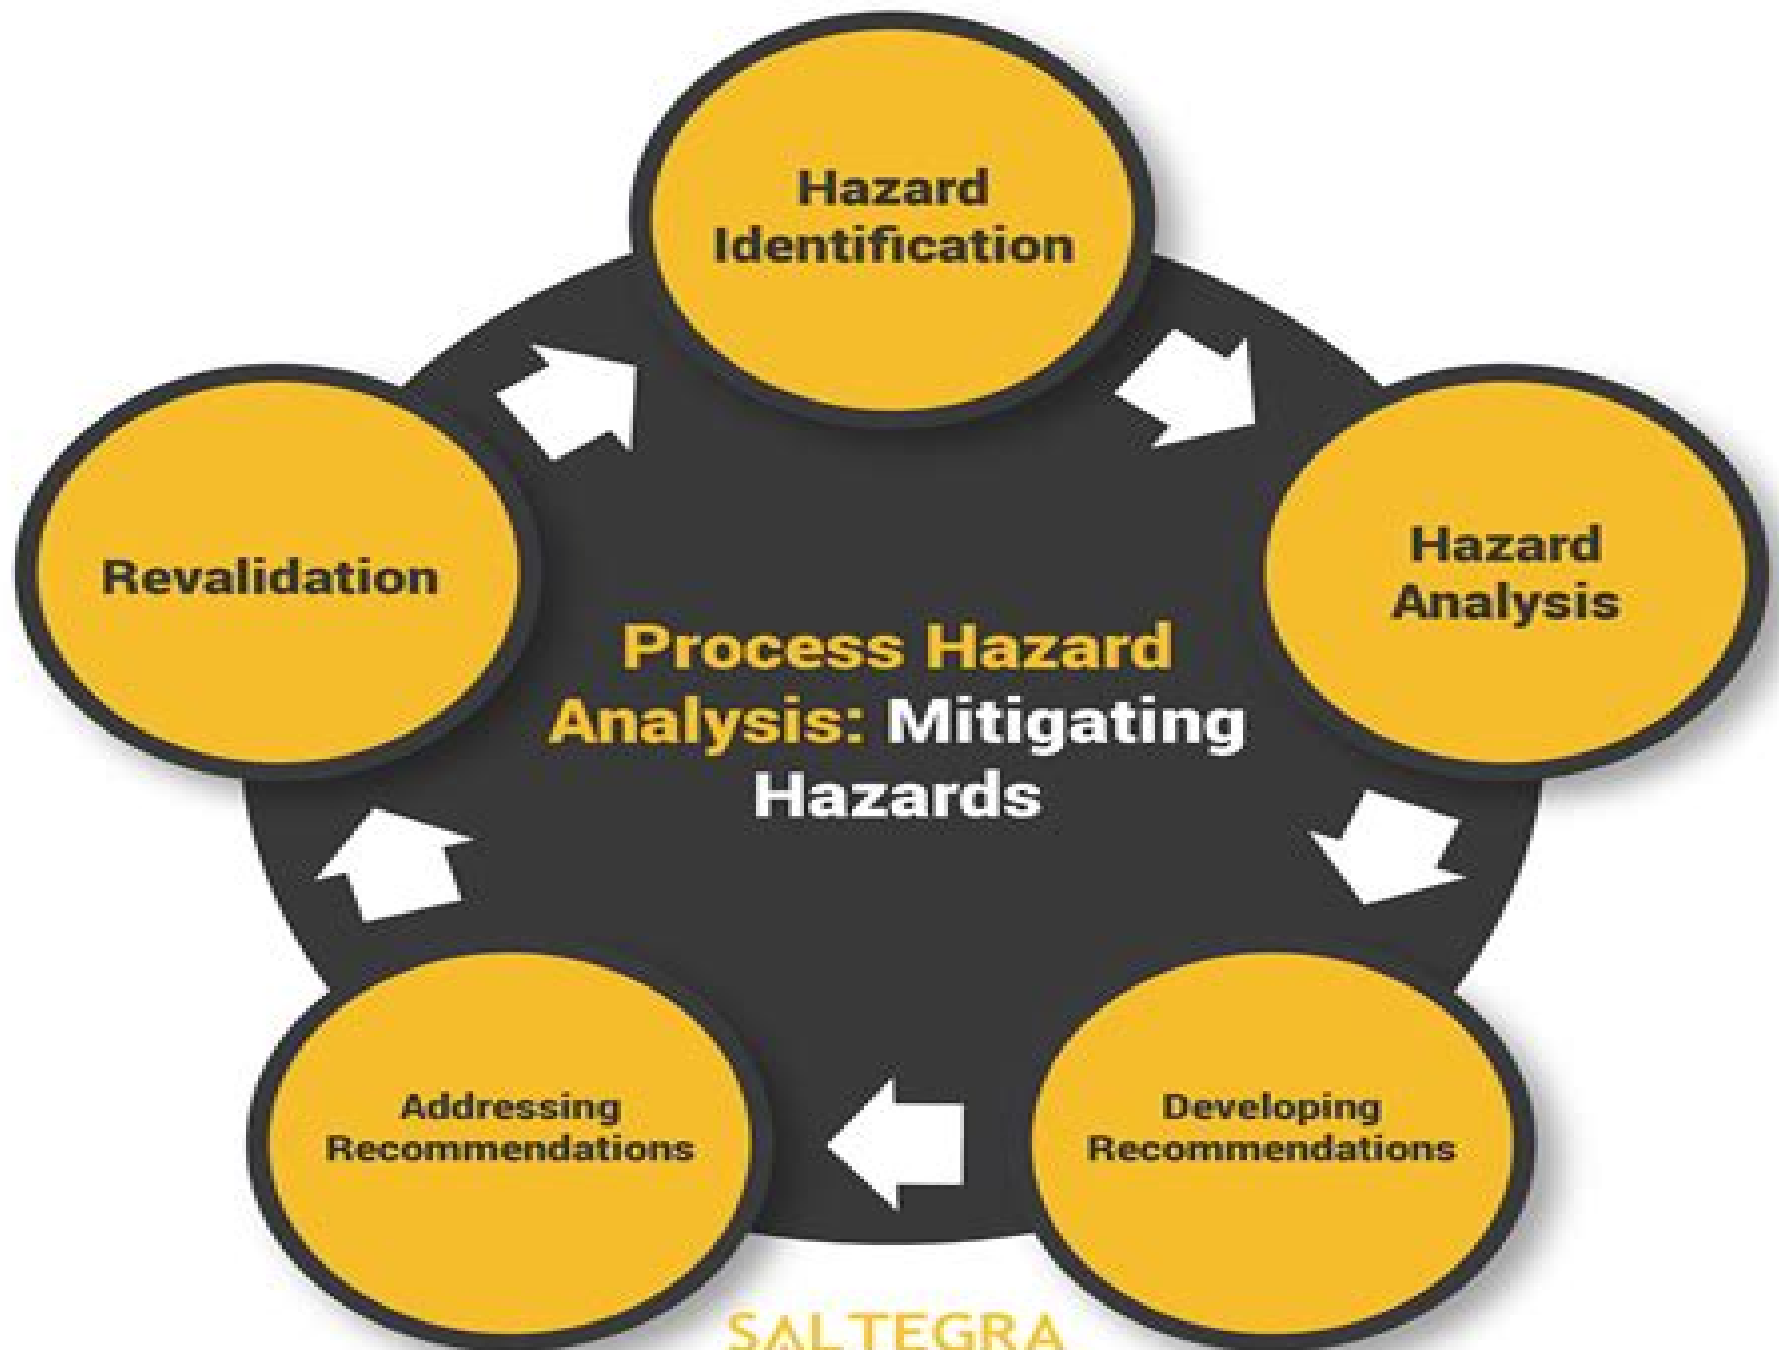 Hazard
Identification
Hazard
Analysis
Developing
Recommendations
Addressing
Recommendations
Revalidation
Process Hazard
Analysis: Mitigating
Hazards
SALTEGRA